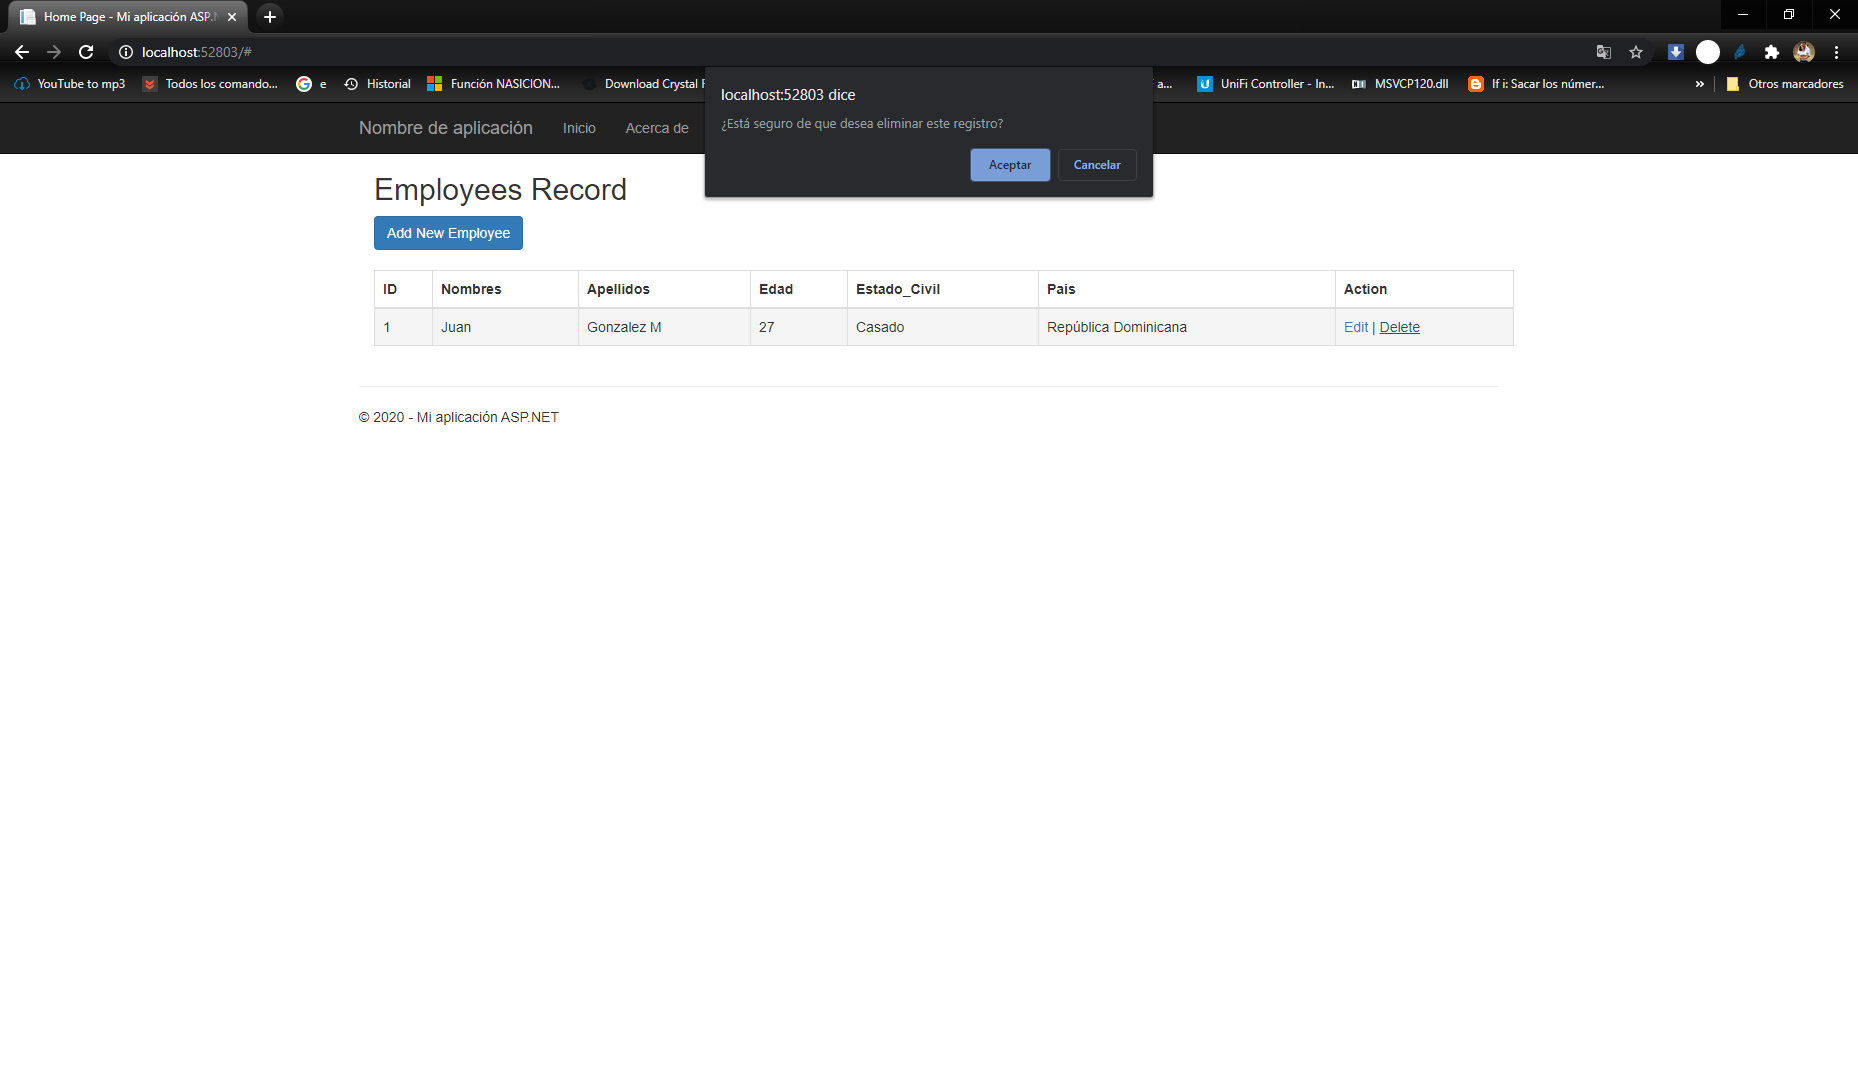 Home Page - Mi aplicación ASP.N
localhost:52803/#
YouTube to mp3 Todos los comando... e Historial Función NASICION... Download Crystal F a... UniFi Controller - In... MSVCP120.dll If i: Sacar los númer... » Otros marcadores
localhost:52803 dice
¿Está seguro de que desea eliminar este registro?
Aceptar Cancelar
Nombre de aplicación Inicio Acerca de
Employees Record
Add New Employee
ID Nombres Apellidos Edad Estado_Civil Pais Action
1 Juan Gonzalez M 27 Casado República Dominicana Edit | Delete
© 2020 - Mi aplicación ASP.NET